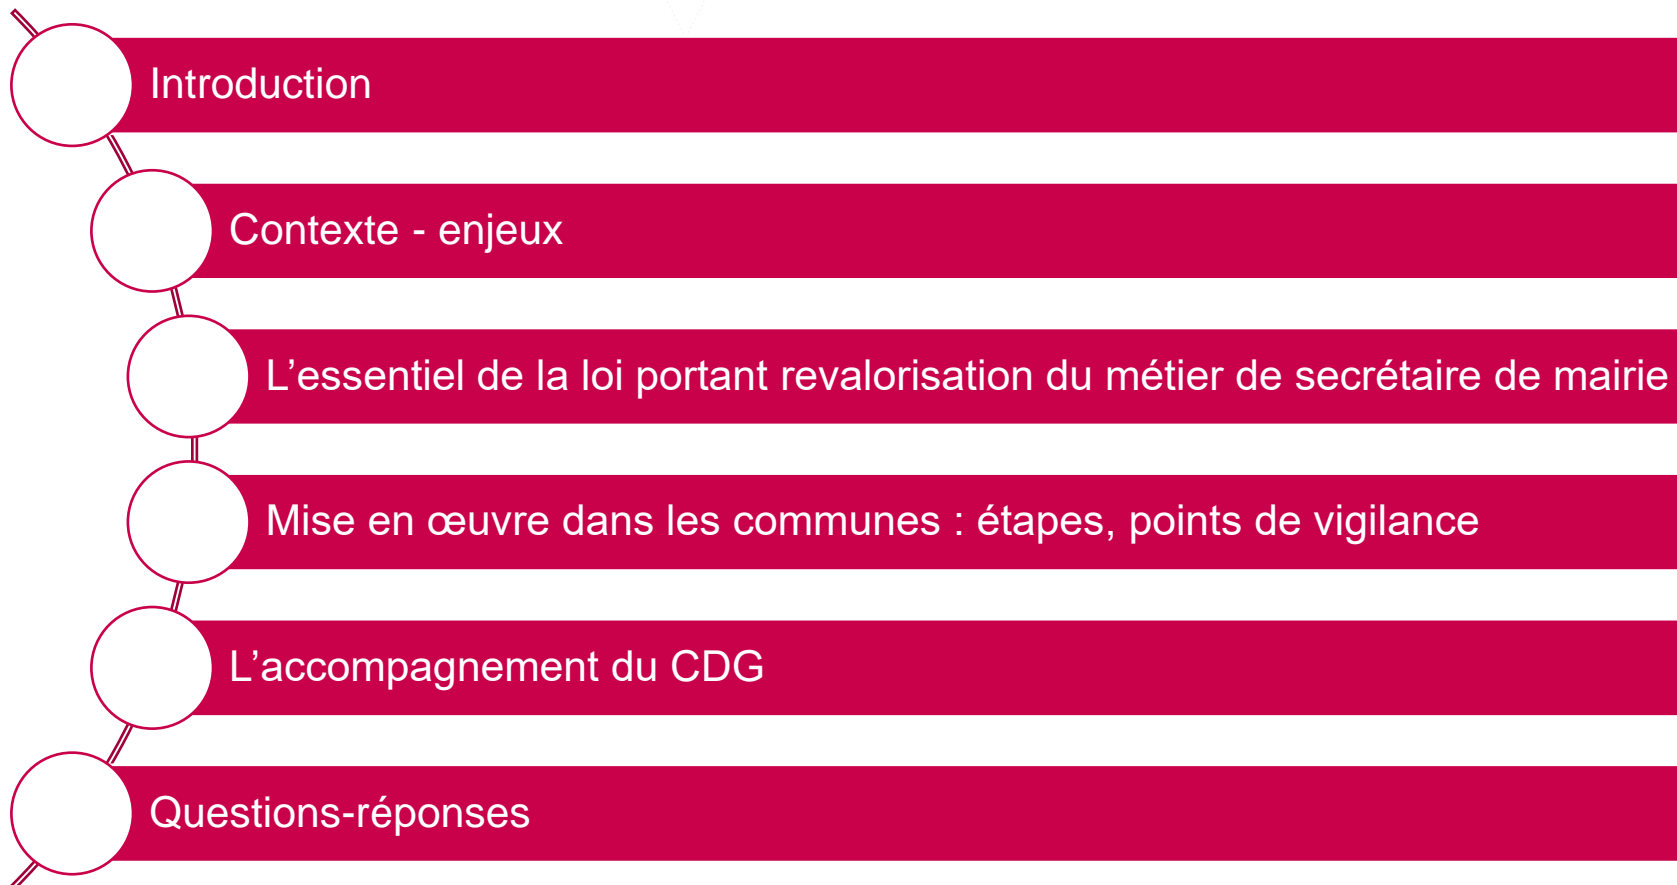 Introduction
Contexte - enjeux
L’essentiel de la loi portant revalorisation du métier de secrétaire de mairie
Mise en œuvre dans les communes : étapes, points de vigilance
L’accompagnement du CDG
Questions-réponses